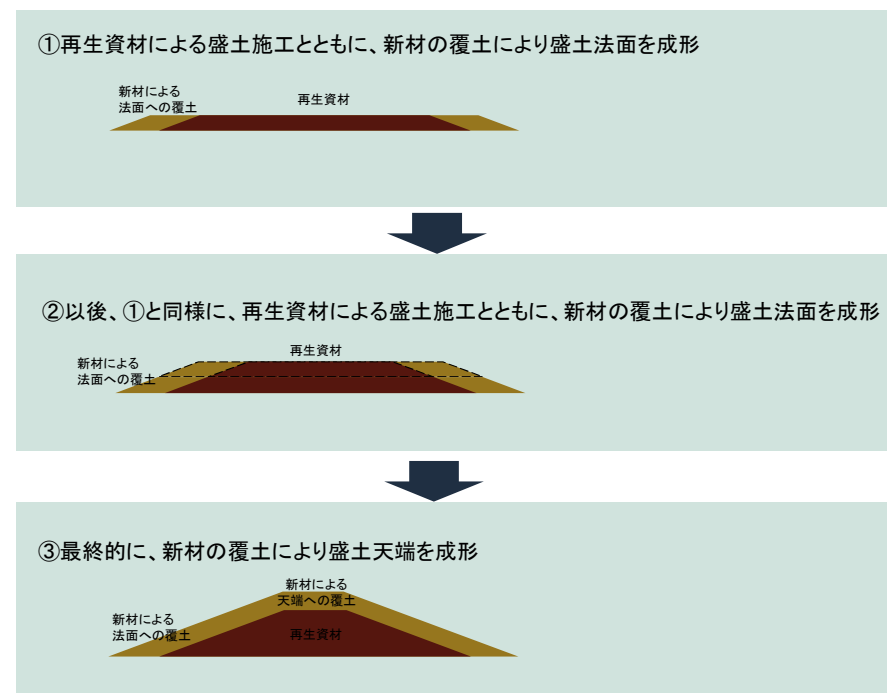 ①再生資材による盛土施工とともに、新材の覆土により盛土法面を成形
新材による
法面への覆土
再生資材
②以後、①と同様に、再生資材による盛土施工とともに、新材の覆土により盛土法面を成形
再生資材
新材による
法面への覆土
③最終的に、新材の覆土により盛土天端を成形
新材による
天端への覆土
新材による
法面への覆土
再生資材